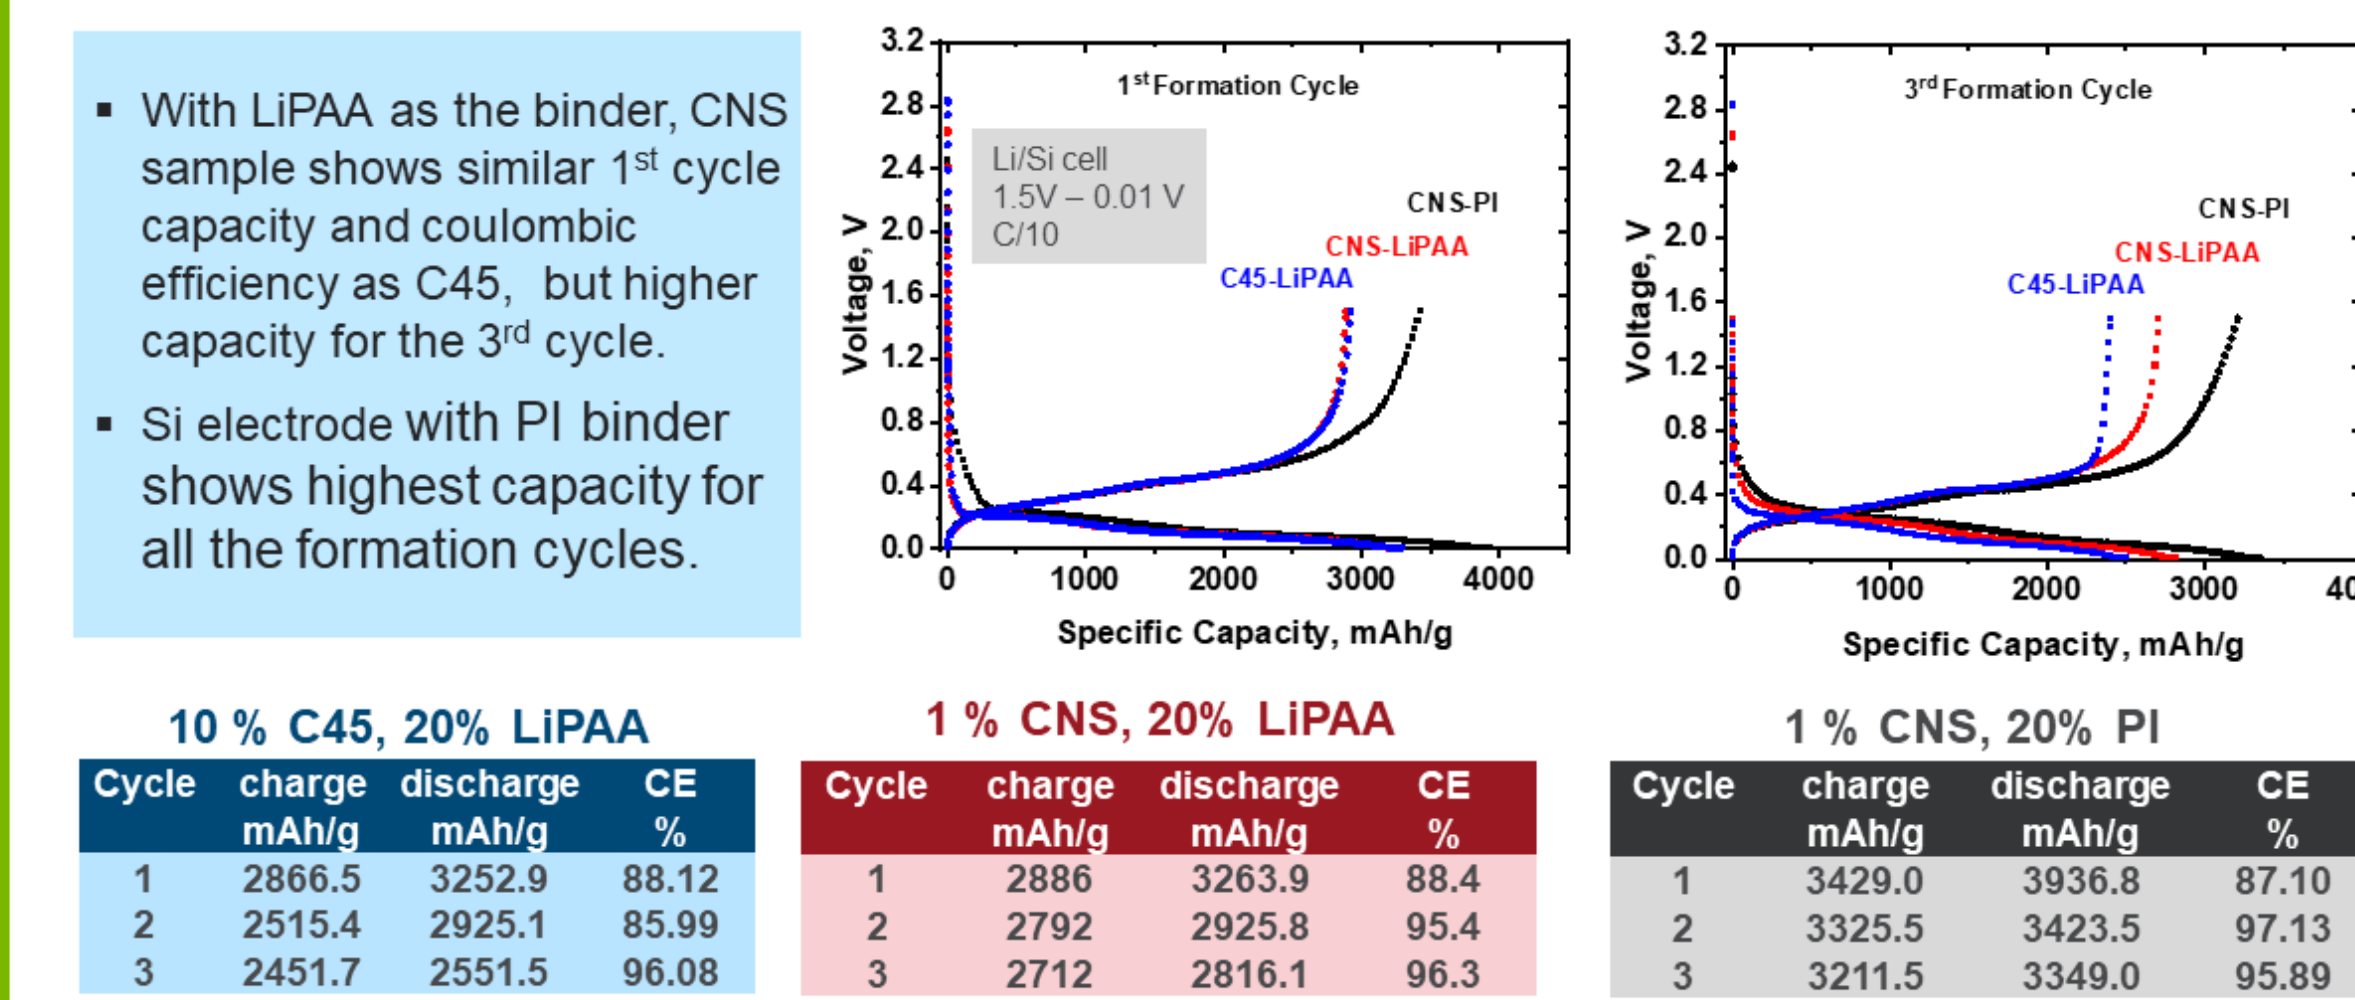 ▪ With LiPAA as the binder, CNS
sample shows similar 1st cycle
capacity and coulombic
efficiency as C45, but higher
capacity for the 3rd cycle.
▪ Si electrode with PI binder
shows highest capacity for
all the formation cycles.
3.2
2.8
2.4
2.0
1.6
1.2
0.8
0.4
0.0
Voltage, V
1st Formation Cycle
Li/Si cell
1.5V – 0.01 V
C/10
CNS-PI
CNS-LiPAA
C45-LiPAA
0 1000 2000 3000 4000
Specific Capacity, mAh/g
3.2
2.8
2.4
2.0
1.6
1.2
0.8
0.4
0.0
Voltage, V
3rd Formation Cycle
CNS-PI
CNS-LiPAA
C45-LiPAA
0 1000 2000 3000 40
Specific Capacity, mAh/g
10 % C45, 20% LiPAA
Cycle charge discharge CE
mAh/g mAh/g %
1 2866.5 3252.9 88.12
2 2515.4 2925.1 85.99
3 2451.7 2551.5 96.08
1 % CNS, 20% LiPAA
Cycle charge discharge CE
mAh/g mAh/g %
1 2886 3263.9 88.4
2 2792 2925.8 95.4
3 2712 2816.1 96.3
1 % CNS, 20% PI
Cycle charge discharge CE
mAh/g mAh/g %
1 3429.0 3936.8 87.10
2 3325.5 3423.5 97.13
3 3211.5 3349.0 95.89